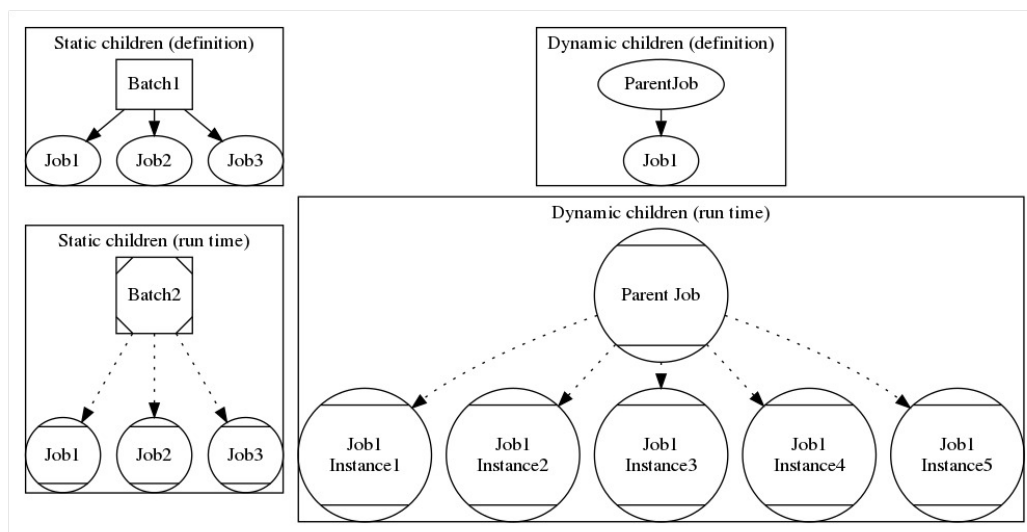 Static children (definition)
Batch1
Job1 Job2 Job3
Dynamic children (definition)
ParentJob
Job1
Static children (run time)
Batch2
Job1 Job2 Job3
Dynamic children (run time)
Parent Job
Job1
Instance1
Job1
Instance2
Job1
Instance3
Job1
Instance4
Job1
Instance5